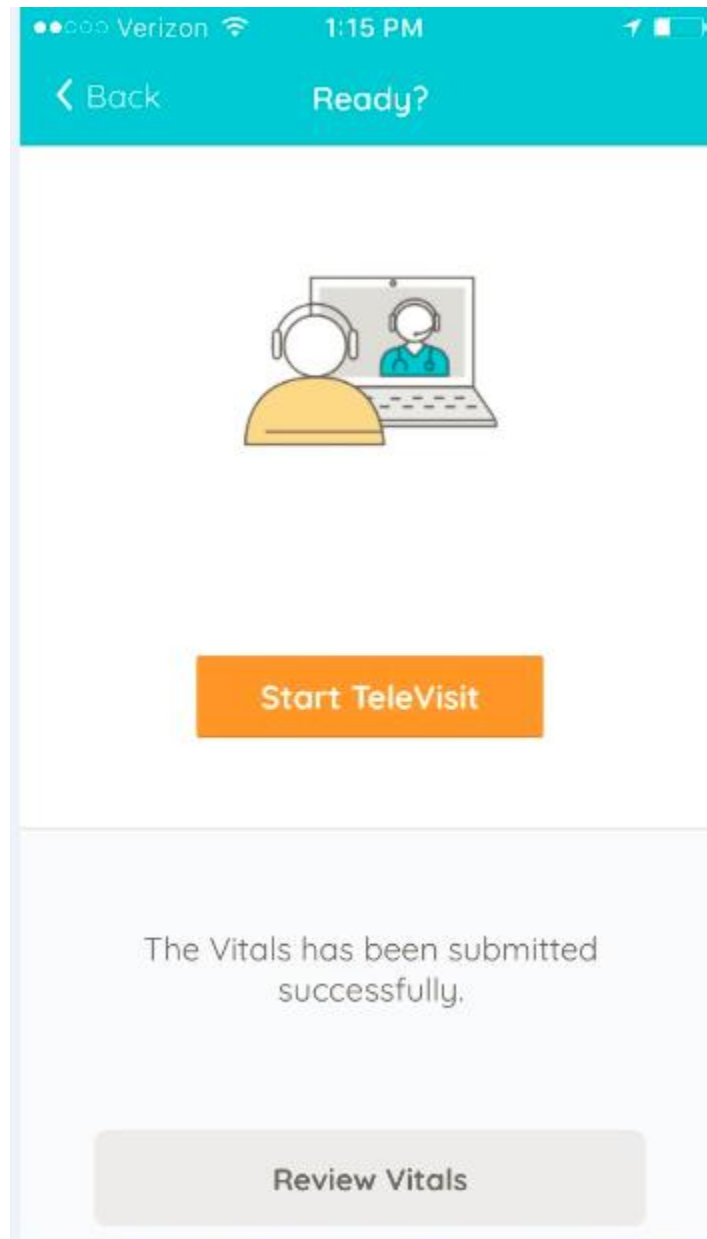 Verizon 1:15 PM
Back Ready?
Start TeleVisit
The Vitals has been submitted
successfully.
Review Vitals